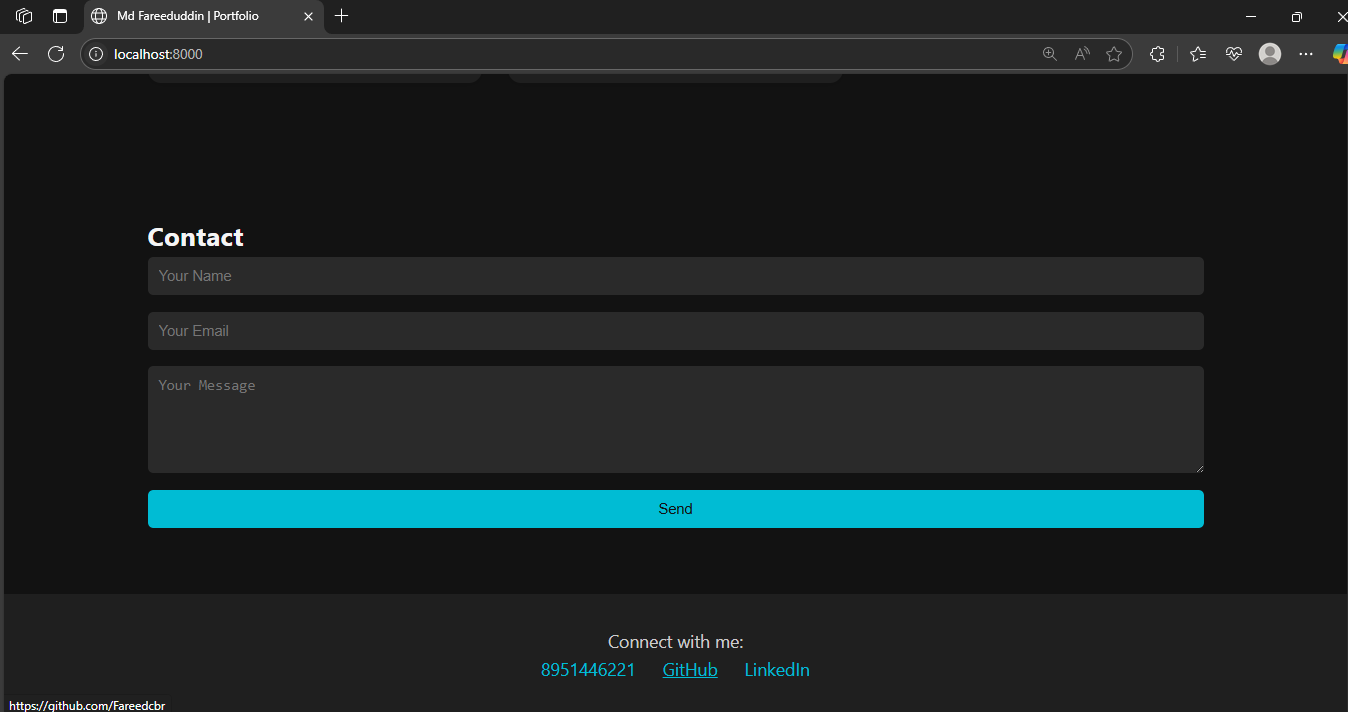 Md Fareeduddin | Portfolio
localhost:8000
Contact
Your Name
Your Email
Your Message
Send
Connect with me:
8951446221 GitHub LinkedIn
https://github.com/Fareedcbr